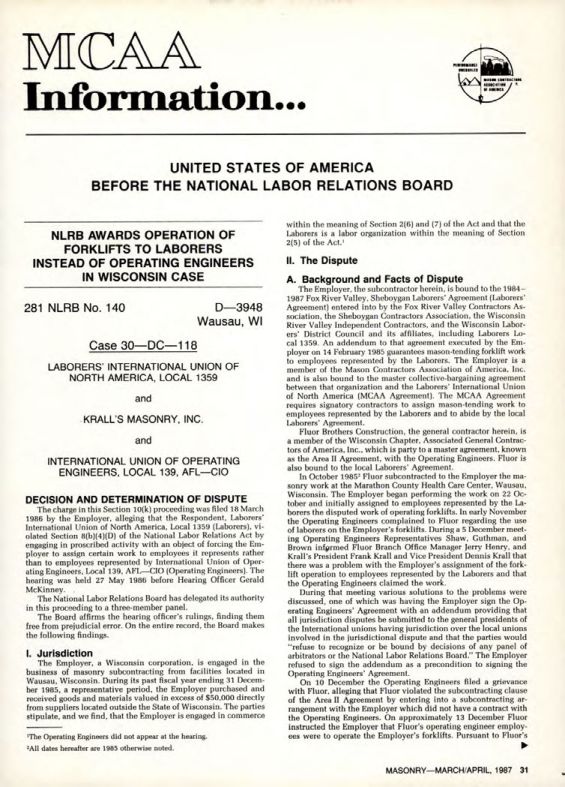 MCAA
Information...
PERFORMANCE
UNEQUALED
MASON CONTRACTORS
ASSOCIATION
OF AMERICA
UNITED STATES OF AMERICA
BEFORE THE NATIONAL LABOR RELATIONS BOARD
NLRB AWARDS OPERATION OF
FORKLIFTS TO LABORERS
INSTEAD OF OPERATING ENGINEERS
IN WISCONSIN CASE
281 NLRB No. 140 D—3948
Wausau, WI
Case 30—DC—118
LABORERS' INTERNATIONAL UNION OF
NORTH AMERICA, LOCAL 1359
and
KRALL'S MASONRY, INC.
and
INTERNATIONAL UNION OF OPERATING
ENGINEERS, LOCAL 139, AFL—CIO
DECISION AND DETERMINATION OF DISPUTE
The charge in this Section 10(k) proceeding was filed 18 March
1986 by the Employer, alleging that the Respondent, Laborers'
International Union of North America, Local 1359 (Laborers), vi-
olated Section 8(b)(4)(D) of the National Labor Relations Act by
engaging in proscribed activity with an object of forcing the Em-
ployer to assign certain work to employees it represents rather
than to employees represented by International Union of Oper-
ating Engineers, Local 139, AFL—CIO (Operating Engineers). The
hearing was held 27 May 1986 before Hearing Officer Gerald
McKinney.
The National Labor Relations Board has delegated its authority
in this proceeding to a three-member panel.
The Board affirms the hearing officer's rulings, finding them
free from prejudicial error. On the entire record, the Board makes
the following findings.
I. Jurisdiction
The Employer, a Wisconsin corporation, is engaged in the
business of masonry subcontracting from facilities located in
Wausau, Wisconsin. During its past fiscal year ending 31 Decem-
ber 1985, a representative period, the Employer purchased and
received goods and materials valued in excess of $50,000 directly
from suppliers located outside the State of Wisconsin. The parties
stipulate, and we find, that the Employer is engaged in commerce
¹The Operating Engineers did not appear at the hearing.
²All dates hereafter are 1985 otherwise noted.
within the meaning of Section 2(6) and (7) of the Act and that the
Laborers is a labor organization within the meaning of Section
2(5) of the Act.¹
II. The Dispute
A. Background and Facts of Dispute
The Employer, the subcontractor herein, is bound to the 1984–
1987 Fox River Valley, Sheboygan Laborers' Agreement (Laborers'
Agreement) entered into by the Fox River Valley Contractors As-
sociation, the Sheboygan Contractors Association, the Wisconsin
River Valley Independent Contractors, and the Wisconsin Labor-
ers' District Council and its affiliates, including Laborers Lo-
cal 1359. An addendum to that agreement executed by the Em-
ployer on 14 February 1985 guarantees mason-tending forklift work
to employees represented by the Laborers. The Employer is a
member of the Mason Contractors Association of America, Inc.
and is also bound to the master collective-bargaining agreement
between that organization and the Laborers' International Union
of North America (MCAA Agreement). The MCAA Agreement
requires signatory contractors to assign mason tending work to
employees represented by the Laborers and to abide by the local
Laborers' Agreement.
Fluor Brothers Construction, the general contractor herein, is
a member of the Wisconsin Chapter, Associated General Contrac-
tors of America, Inc., which is party to a master agreement, known
as the Area II Agreement, with the Operating Engineers. Fluor is
also bound to the local Laborers' Agreement.
In October 1985² Fluor subcontracted to the Employer the ma-
sonry work at the Marathon County Health Care Center, Wausau,
Wisconsin. The Employer began performing the work on 22 Oc-
tober and initially assigned to employees represented by the La-
borers the disputed work of operating forklifts. In early November
the Operating Engineers complained to Fluor regarding the use
of laborers on the Employer's forklifts. During a 5 December meet-
ing Operating Engineers Representatives Shaw, Guthman, and
Brown informed Fluor Branch Office Manager Jerry Henry, and
Krall's President Frank Krall and Vice President Dennis Krall that
there was a problem with the Employer's assignment of the fork-
lift operation to employees represented by the Laborers and that
the Operating Engineers claimed the work.
During that meeting various solutions to the problems were
discussed, one of which was having the Employer sign the Op-
erating Engineers' Agreement with an addendum providing that
all jurisdiction disputes be submitted to the general presidents of
the International unions having jurisdiction over the local unions
involved in the jurisdictional dispute and that the parties would
"refuse to recognize or be bound by decisions of any panel of
arbitrators or the National Labor Relations Board." The Employer
refused to sign the addendum as a precondition to signing the
Operating Engineers' Agreement.
On 10 December the Operating Engineers filed a grievance
with Fluor, alleging that Fluor violated the subcontracting clause
of the Area II Agreement by entering into a subcontracting ar-
rangement with the Employer which did not have a contract with
the Operating Engineers. On approximately 13 December Fluor
instructed the Employer that Fluor's operating engineer employ-
ees were to operate the Employer's forklifts. Pursuant to Fluor's
MASONRY—MARCH/APRIL, 1987 31